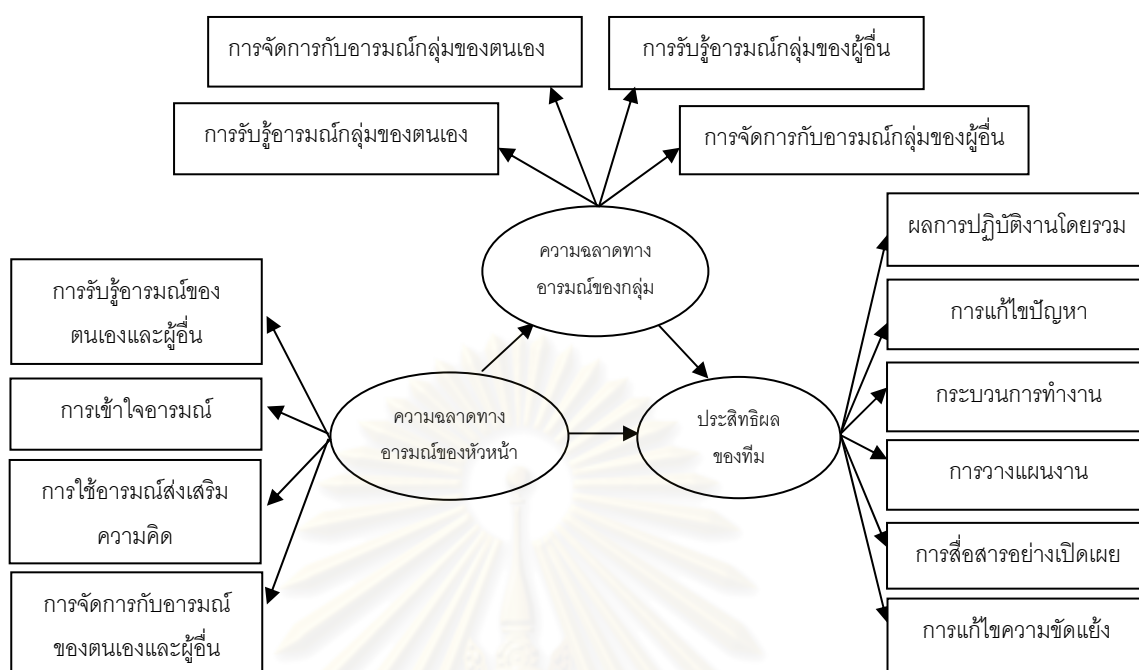 การจัดการกับอารมณ์กลุ่มของตนเอง
การรับรู้อารมณ์กลุ่มของผู้อื่น
การรับรู้อารมณ์กลุ่มของตนเอง
การจัดการกับอารมณ์กลุ่มของผู้อื่น
ความฉลาดทาง
อารมณ์ของกลุ่ม
การรับรู้อารมณ์ของ
ตนเองและผู้อื่น
การเข้าใจอารมณ์
การใช้อารมณ์ส่งเสริม
ความคิด
การจัดการกับอารมณ์
ของตนเองและผู้อื่น
ความฉลาดทาง
อารมณ์ของหัวหน้า
ประสิทธิผล
ของทีม
ผลการปฏิบัติงานโดยรวม
การแก้ไขปัญหา
กระบวนการทำงาน
การวางแผนงาน
การสื่อสารอย่างเปิดเผย
การแก้ไขความขัดแย้ง